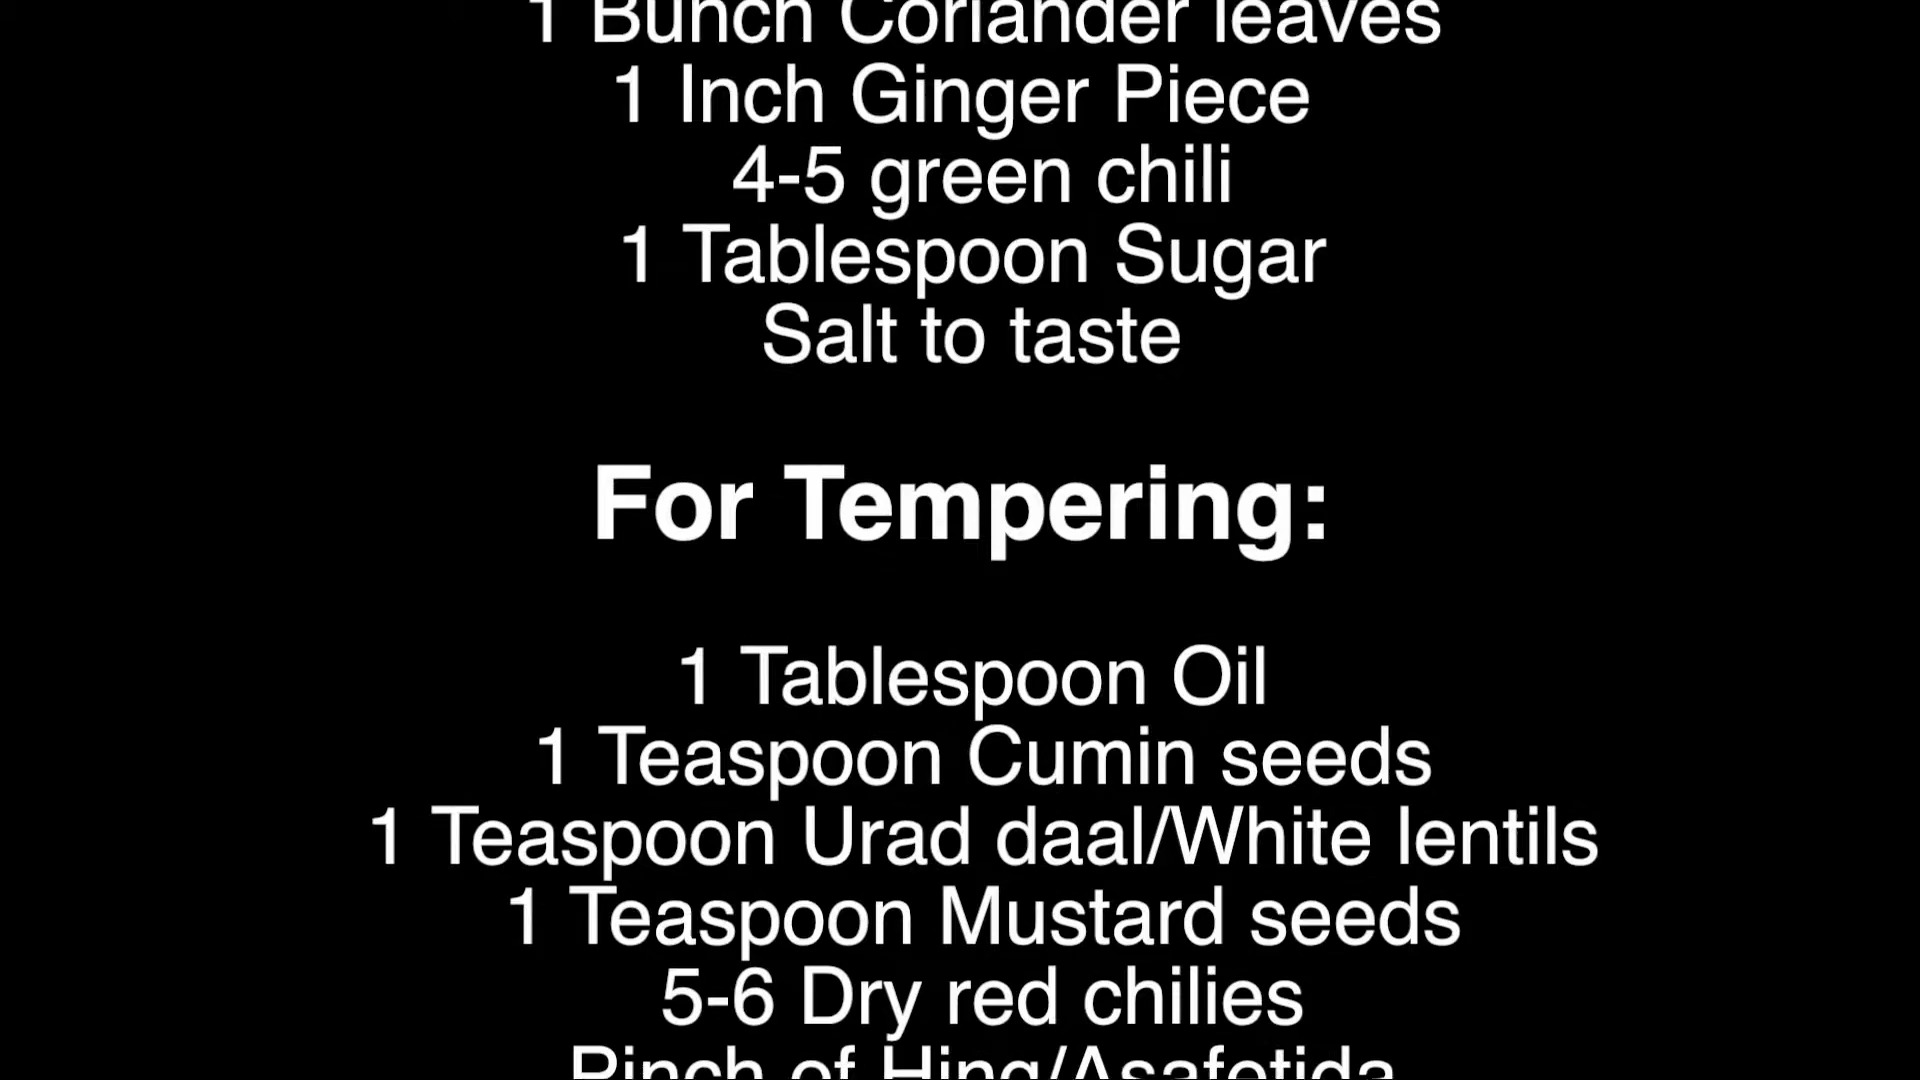 1 Bunch Coriander leaves
1 Inch Ginger Piece
4-5 green chili
1 Tablespoon Sugar
Salt to taste
For Tempering:
1 Tablespoon Oil
1 Teaspoon Cumin seeds
1 Teaspoon Urad daal/White lentils
1 Teaspoon Mustard seeds
5-6 Dry red chilies
Pinch of Hing/Asafetida